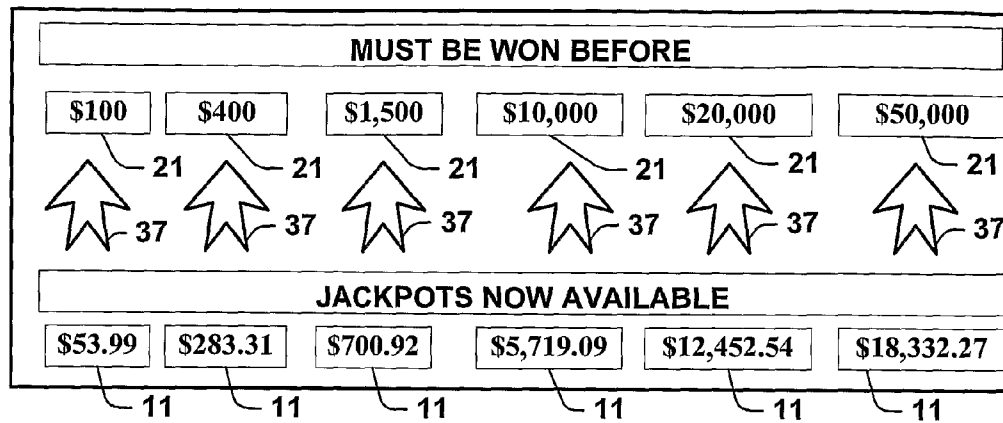 MUST BE WON BEFORE
$100 $400 $1,500 $10,000 $20,000 $50,000
21 21 21 21 21 21
37 37 37 37 37 37
JACKPOTS NOW AVAILABLE
$53.99 $283.31 $700.92 $5,719.09 $12,452.54 $18,332.27
11 11 11 11 11 11